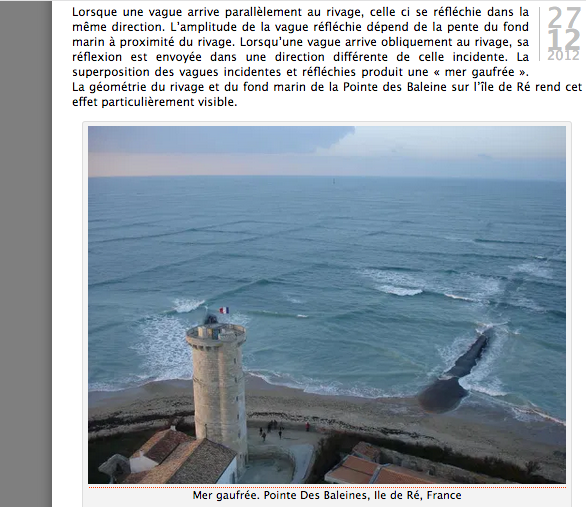 Lorsque une vague arrive parallèlement au rivage, celle ci se réfléchie dans la
même direction. L'amplitude de la vague réfléchie dépend de la pente du fond
marin à proximité du rivage. Lorsqu'une vague arrive obliquement au rivage, sa
réflexion est envoyée dans une direction différente de celle incidente. La
superposition des vagues incidentes et réfléchies produit une « mer gaufrée ».
La géométrie du rivage et du fond marin de la Pointe des Baleine sur l'île de Ré rend cet
effet particulièrement visible.
27
12
2012
Mer gaufrée. Pointe Des Baleines, Ile de Ré, France